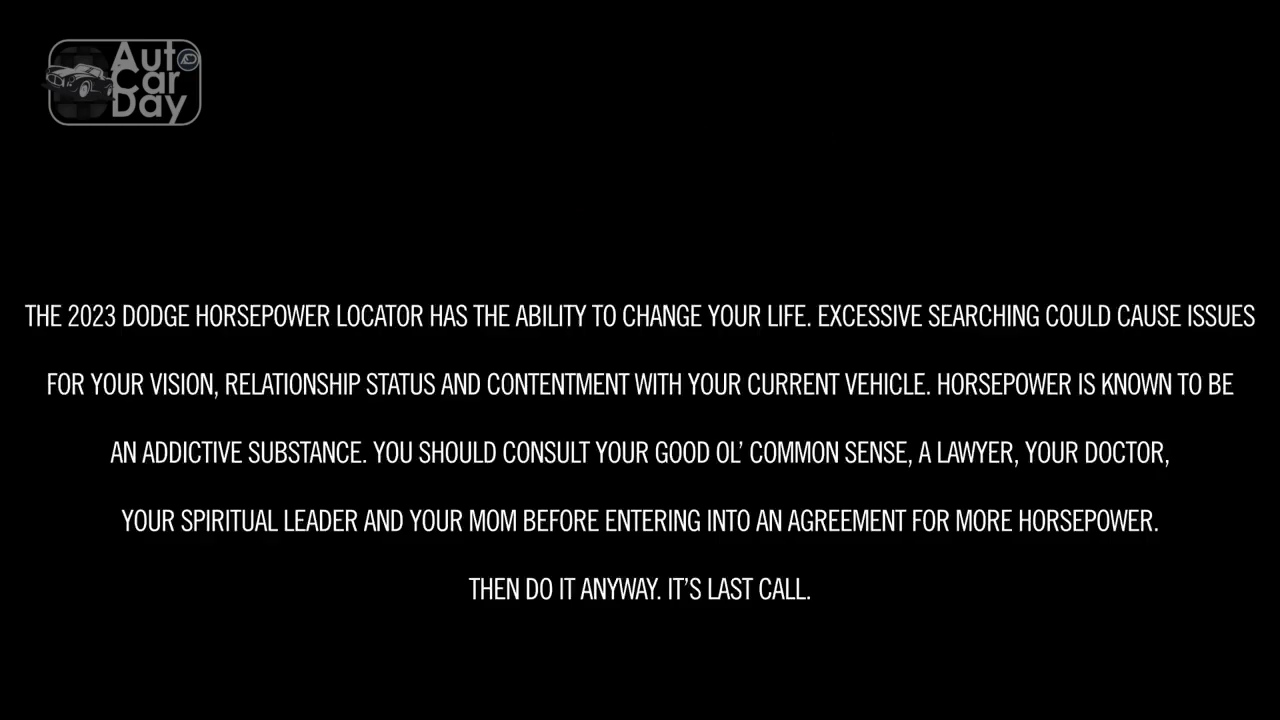 Auto
Car
Day
THE 2023 DODGE HORSEPOWER LOCATOR HAS THE ABILITY TO CHANGE YOUR LIFE. EXCESSIVE SEARCHING COULD CAUSE ISSUES
FOR YOUR VISION, RELATIONSHIP STATUS AND CONTENTMENT WITH YOUR CURRENT VEHICLE. HORSEPOWER IS KNOWN TO BE
AN ADDICTIVE SUBSTANCE. YOU SHOULD CONSULT YOUR GOOD OL’ COMMON SENSE, A LAWYER, YOUR DOCTOR,
YOUR SPIRITUAL LEADER AND YOUR MOM BEFORE ENTERING INTO AN AGREEMENT FOR MORE HORSEPOWER.
THEN DO IT ANYWAY. IT’S LAST CALL.